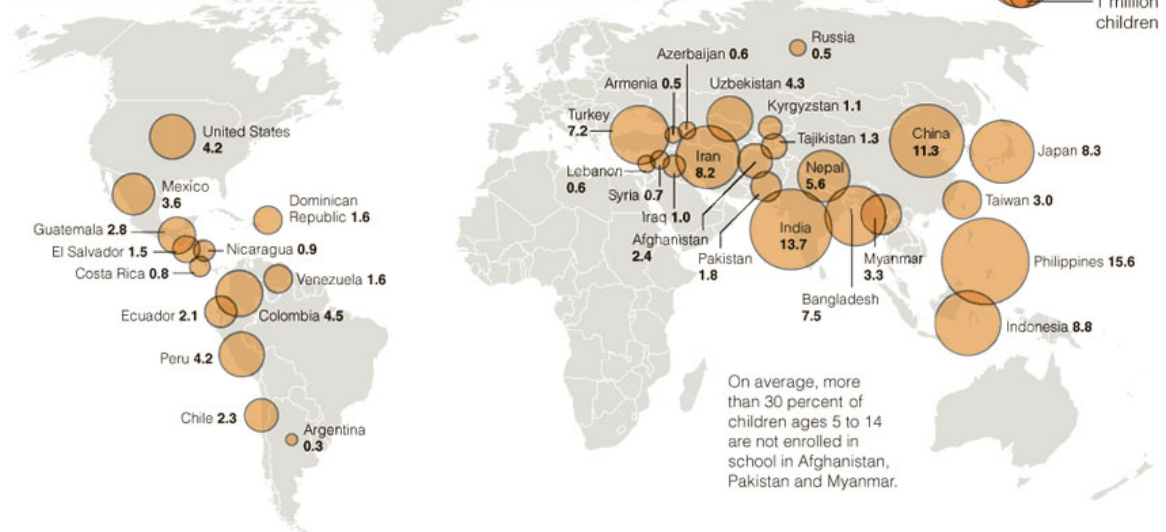 1 million
children
Russia
0.5
Azerbaijan 0.6
Armenia 0.5
Uzbekistan 4.3
Turkey
7.2
Kyrgyzstan 1.1
Tajikistan 1.3
China
11.3
Japan 8.3
United States
4.2
Iran
8.2
Nepal
5.6
Lebanon
0.6
Syria 0.7
Iraq 1.0
Taiwan 3.0
Mexico
3.6
Dominican
Republic 1.6
Guatemala 2.8
El Salvador 1.5
Nicaragua 0.9
Costa Rica 0.8
Venezuela 1.6
Afghanistan
2.4
Pakistan
1.8
India
13.7
Myanmar
3.3
Philippines 15.6
Bangladesh
7.5
Ecuador 2.1
Colombia 4.5
Indonesia 8.8
Peru 4.2
Chile 2.3
Argentina
0.3
On average, more
than 30 percent of
children ages 5 to 14
are not enrolled in
school in Afghanistan,
Pakistan and Myanmar.